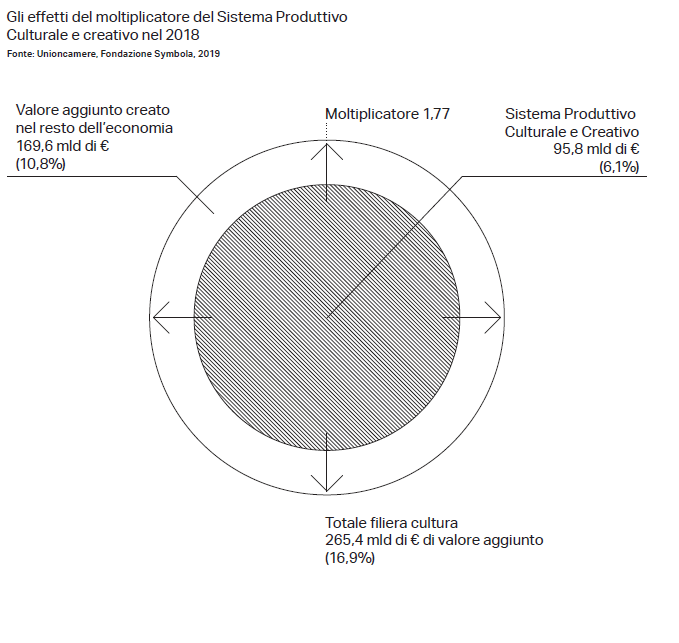 Gli effetti del moltiplicatore del Sistema Produttivo
Culturale e creativo nel 2018
Fonte: Unioncamere, Fondazione Symbola, 2019
Valore aggiunto creato
nel resto dell'economia
169,6 mld di €
(10,8%)
Moltiplicatore 1,77
Sistema Produttivo
Culturale e Creativo
95,8 mld di €
(6,1%)
Totale filiera cultura
265,4 mld di € di valore aggiunto
(16,9%)